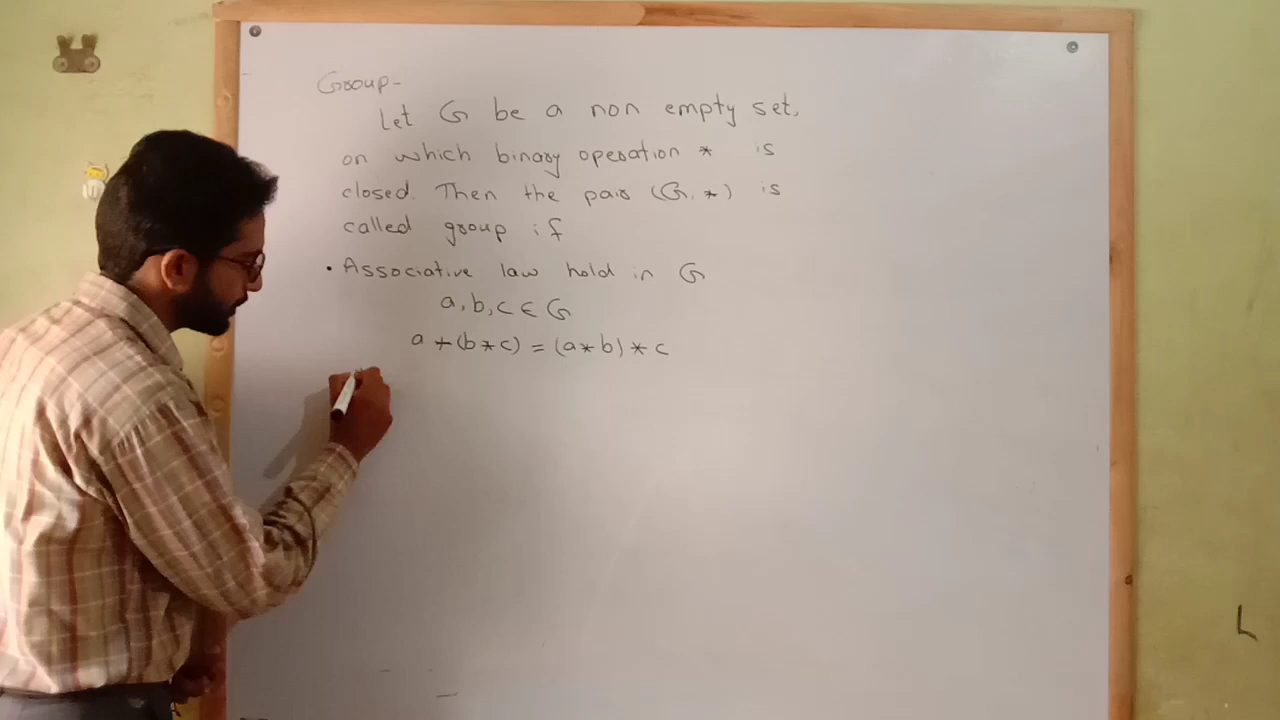 Group-
Let G be a non empty set,
on which binary operation * is
closed. Then the pair (G, *) is
called group if
• Associative law hold in G
a, b, c ∈ G
a * (b * c) = (a * b) * c